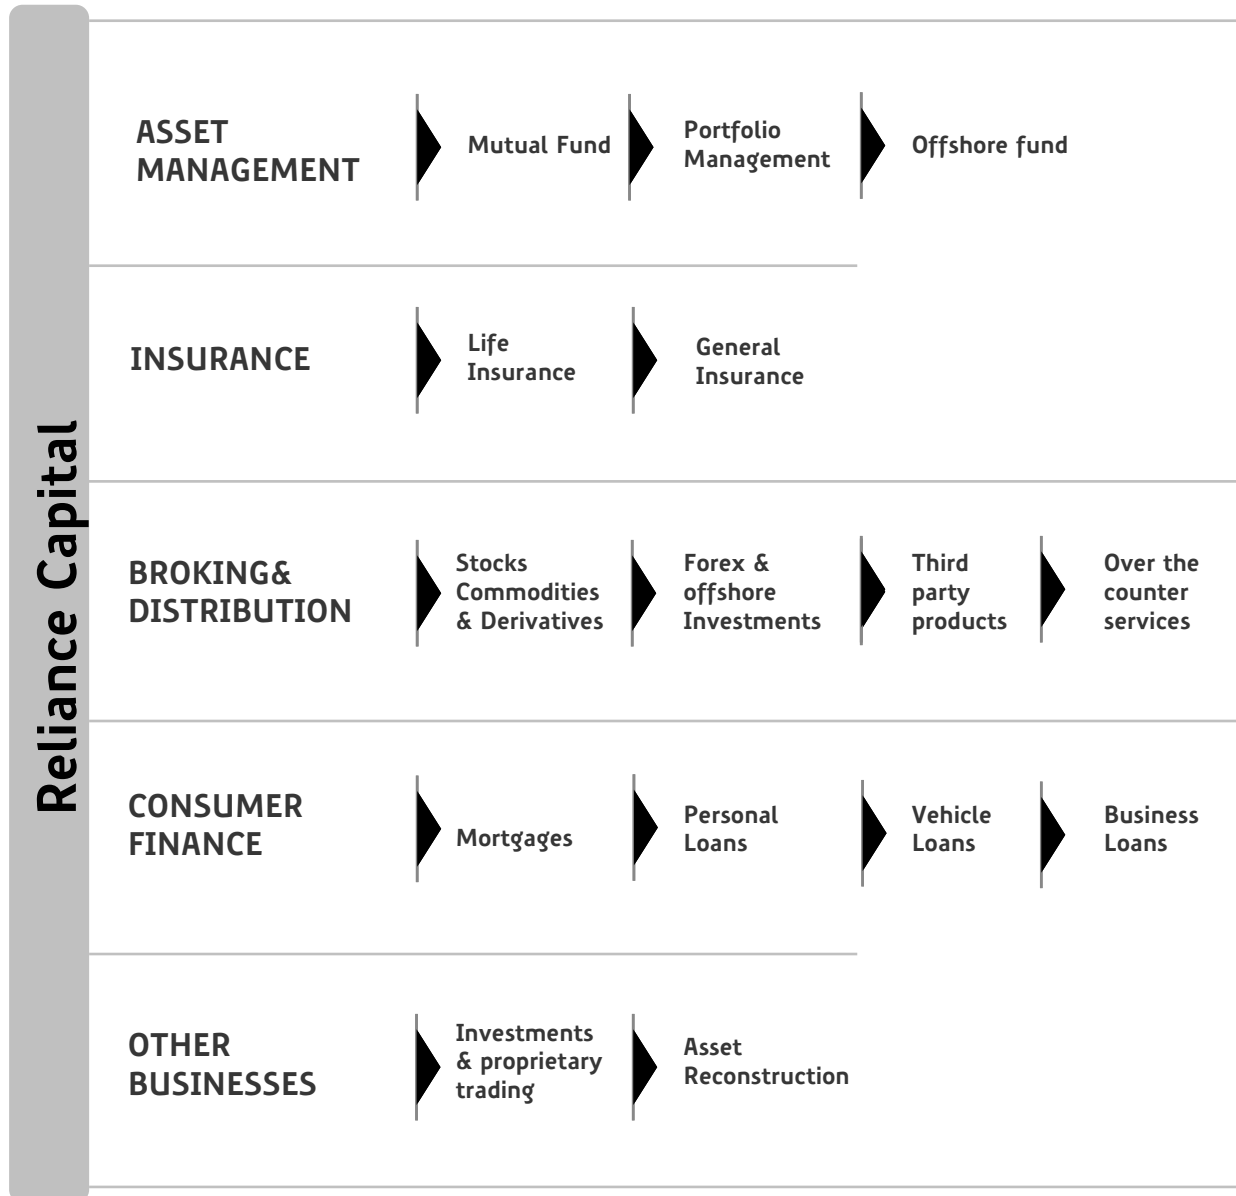 Reliance Capital
ASSET
MANAGEMENT
Mutual Fund
Portfolio
Management
Offshore fund
INSURANCE
Life
Insurance
General
Insurance
BROKING&
DISTRIBUTION
Stocks
Commodities
& Derivatives
Forex &
offshore
Investments
Third
party
products
Over the
counter
services
CONSUMER
FINANCE
Mortgages
Personal
Loans
Vehicle
Loans
Business
Loans
OTHER
BUSINESSES
Investments
& proprietary
trading
Asset
Reconstruction